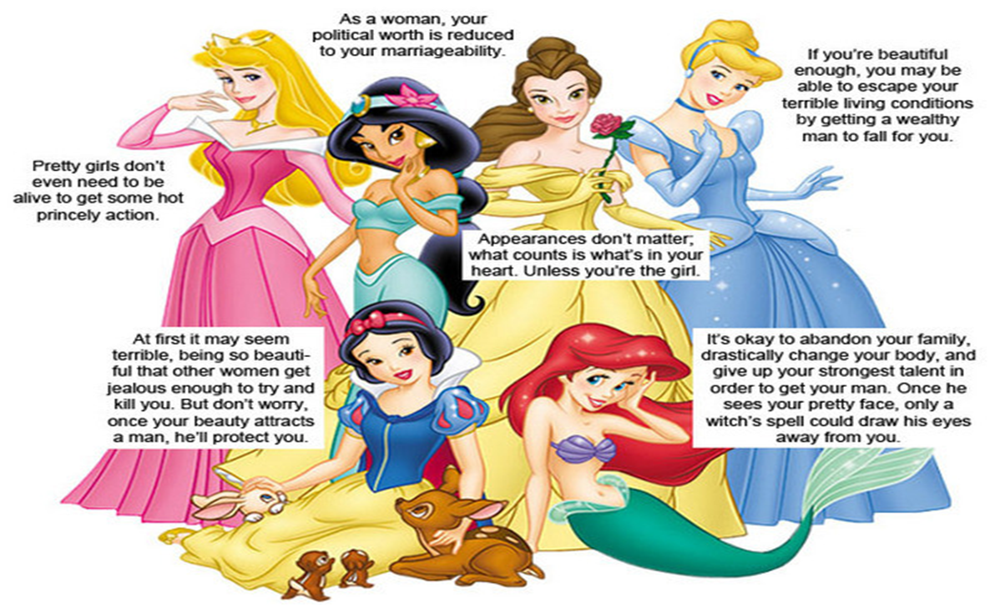 As a woman, your
political worth is reduced
to your marriageability.
If you're beautiful
enough, you may be
able to escape your
terrible living conditions
by getting a wealthy
man to fall for you.
Pretty girls don't
even need to be
alive to get some hot
princely action.
Appearances don't matter;
what counts is what's in your
heart. Unless you're the girl.
At first it may seem
terrible, being so beauti-
ful that other women get
jealous enough to try and
kill you. But don't worry,
once your beauty attracts
a man, he'll protect you.
It's okay to abandon your family,
drastically change your body, and
give up your strongest talent in
order to get your man. Once he
sees your pretty face, only a
witch's spell could draw his eyes
away from you.